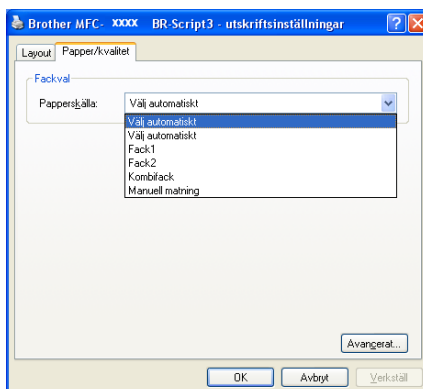 Brother MFC- xxxx BR-Script3 - utskriftsinställningar
Layout Papper/kvalitet
Fackval
Papperskälla: Välj automatiskt
Välj automatiskt
Välj automatiskt
Fack1
Fack2
Kombifack
Manuell matning
Avancerat...
OK Avbryt Verkställ